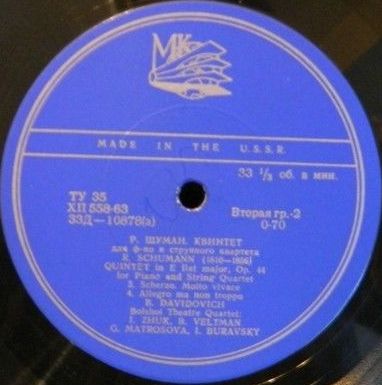 МК
MADE IN THE U.S.S.R.
33 ⅓ об. в мин.
ТУ 35
ХП 558-63
33Д—10878(а)
Вторая гр.-2
0-70
Р. ШУМАН. КВИНТЕТ
для ф-но и струнного квартета
R. SCHUMANN (1810—1856)
QUINTET in E flat major, Op. 44
for Piano and String Quartet
3. Scherzo. Molto vivace
4. Allegro ma non troppo
B. DAVIDOVICH
Bolshoi Theatre Quartet:
I. ZHUK, B. VELTMAN
G. MATROSOVA, I. BURAVSKY